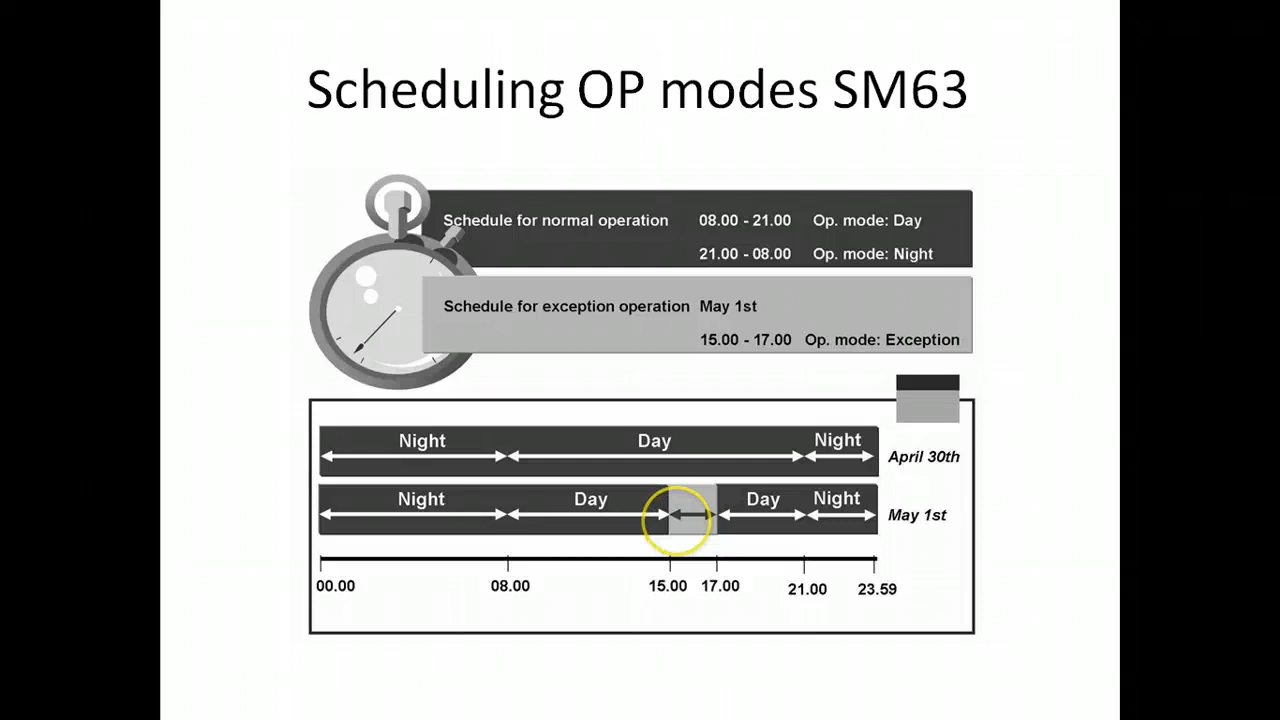 Scheduling OP modes SM63
Schedule for normal operation 08.00 - 21.00 Op. mode: Day
21.00 - 08.00 Op. mode: Night
Schedule for exception operation May 1st
15.00 - 17.00 Op. mode: Exception
Night Day Night
April 30th
Night Day Day Night
May 1st
00.00 08.00 15.00 17.00 21.00 23.59